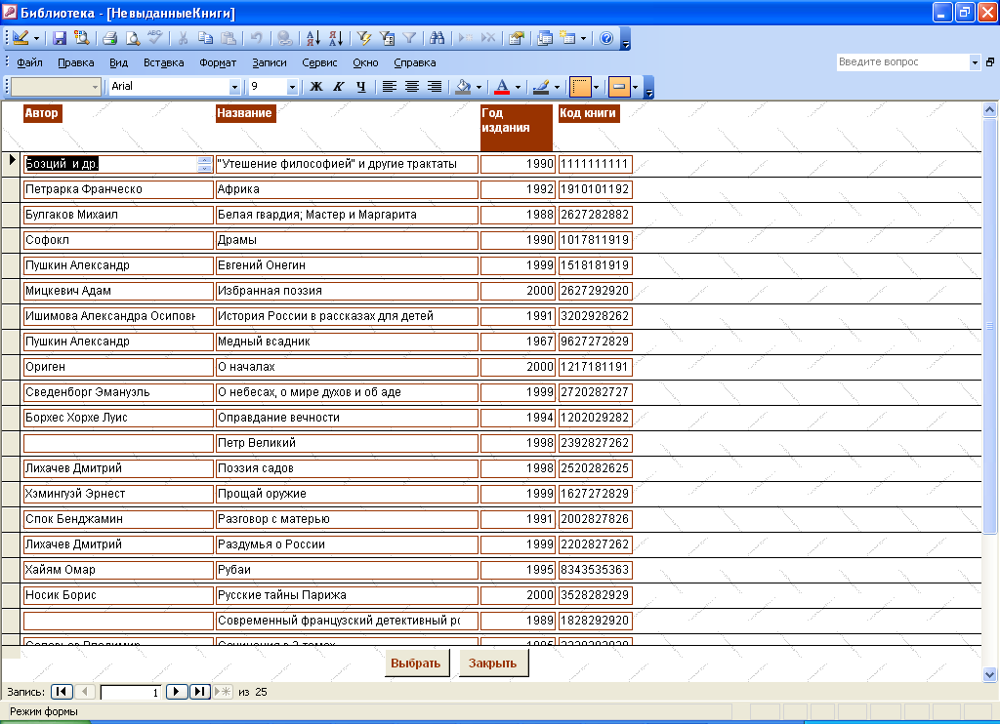 Библиотека - [НевыданныеКниги]
Файл Правка Вид Вставка Формат Записи Сервис Окно Справка
Введите вопрос
Arial 9 Ж К Ч
Автор Название Год издания Код книги
Боэций и др. "Утешение философией" и другие трактаты 1990 1111111111
Петрарка Франческо Африка 1992 1910101192
Булгаков Михаил Белая гвардия; Мастер и Маргарита 1988 2627282882
Софокл Драмы 1990 1017811919
Пушкин Александр Евгений Онегин 1999 1518181919
Мицкевич Адам Избранная поэзия 2000 2627292920
Ишимова Александра Осиповн История России в рассказах для детей 1991 3202928262
Пушкин Александр Медный всадник 1967 9627272829
Ориген О началах 2000 1217181191
Сведенборг Эмануэль О небесах, о мире духов и об аде 1999 2720282727
Борхес Хорхе Луис Оправдание вечности 1994 1202029282
Петр Великий 1998 2392827262
Лихачев Дмитрий Поэзия садов 1998 2520282625
Хэмингуэй Эрнест Прощай оружие 1999 1627272829
Спок Бенджамин Разговор с матерью 1991 2002827826
Лихачев Дмитрий Раздумья о России 1999 2202827262
Хайям Омар Рубаи 1995 8343535363
Носик Борис Русские тайны Парижа 2000 3528282929
Современный французский детективный ро 1989 1828292920
Выбрать Закрыть
Запись: 1 из 25
Режим формы